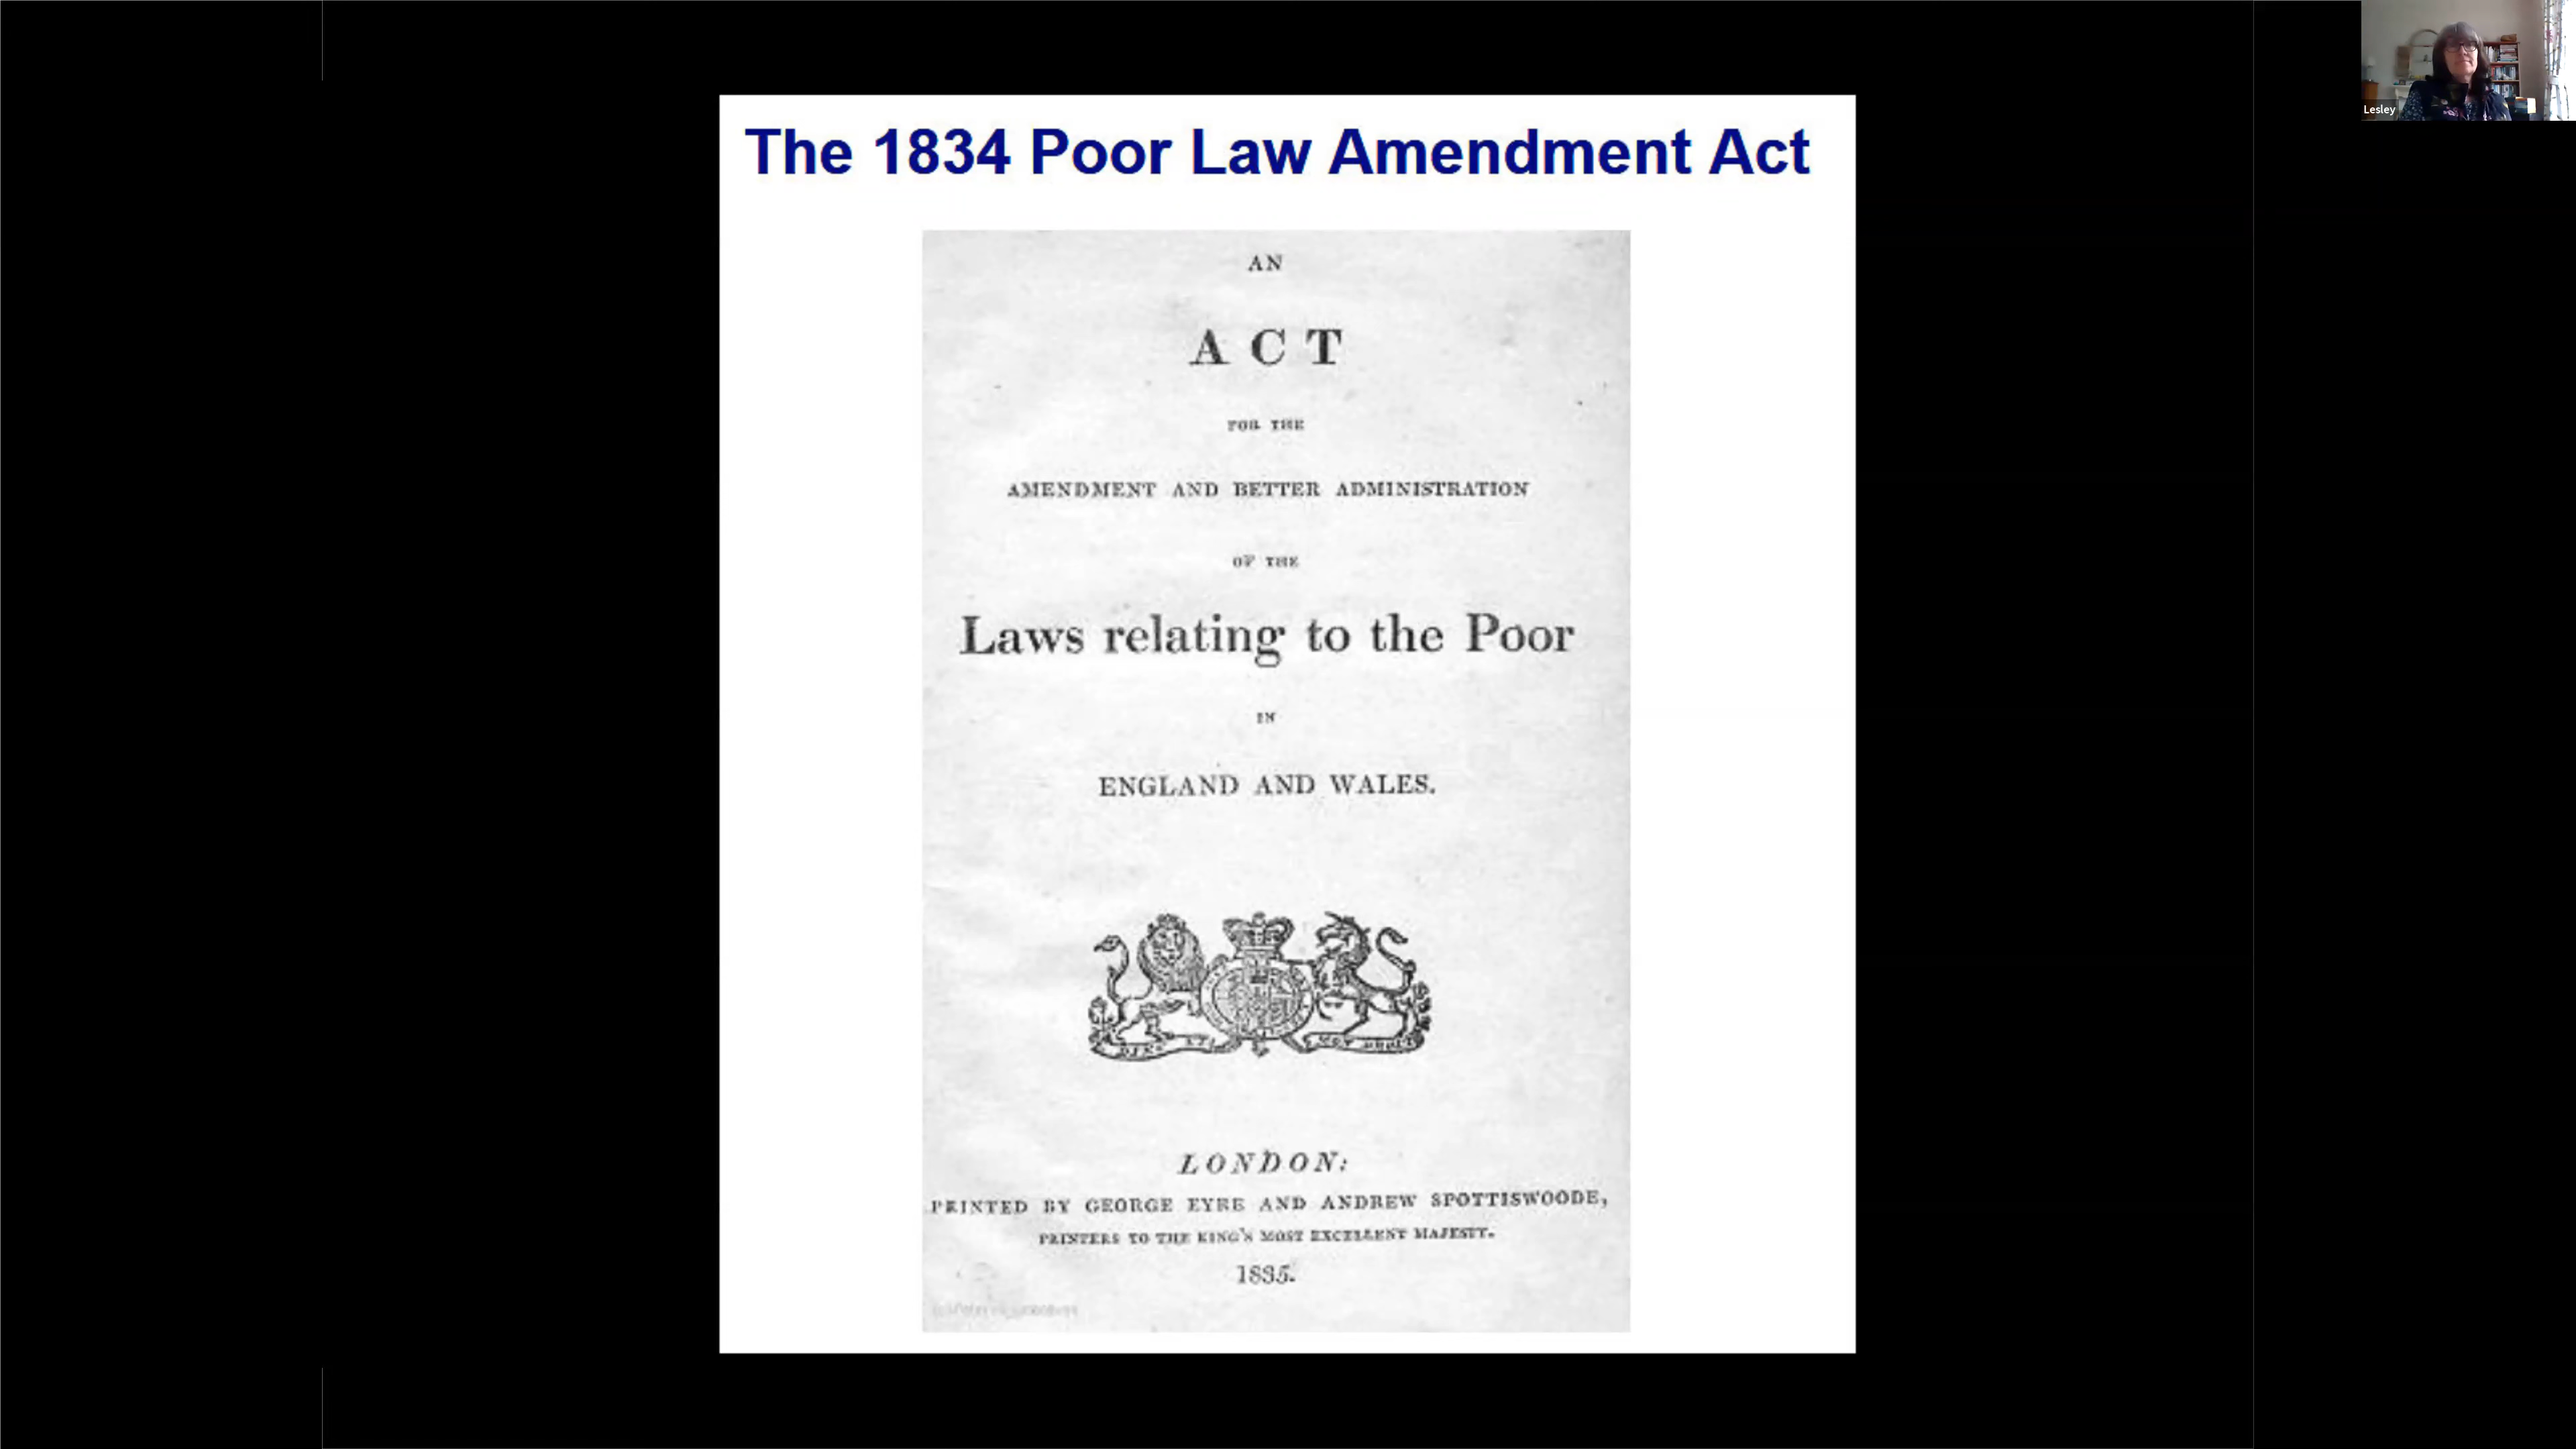 Lesley
The 1834 Poor Law Amendment Act
AN
ACT
FOR THE
AMENDMENT AND BETTER ADMINISTRATION
OF THE
Laws relating to the Poor
IN
ENGLAND AND WALES.
LONDON:
PRINTED BY GEORGE EYRE AND ANDREW SPOTTISWOODE,
PRINTERS TO THE KING'S MOST EXCELLENT MAJESTY.
1835.